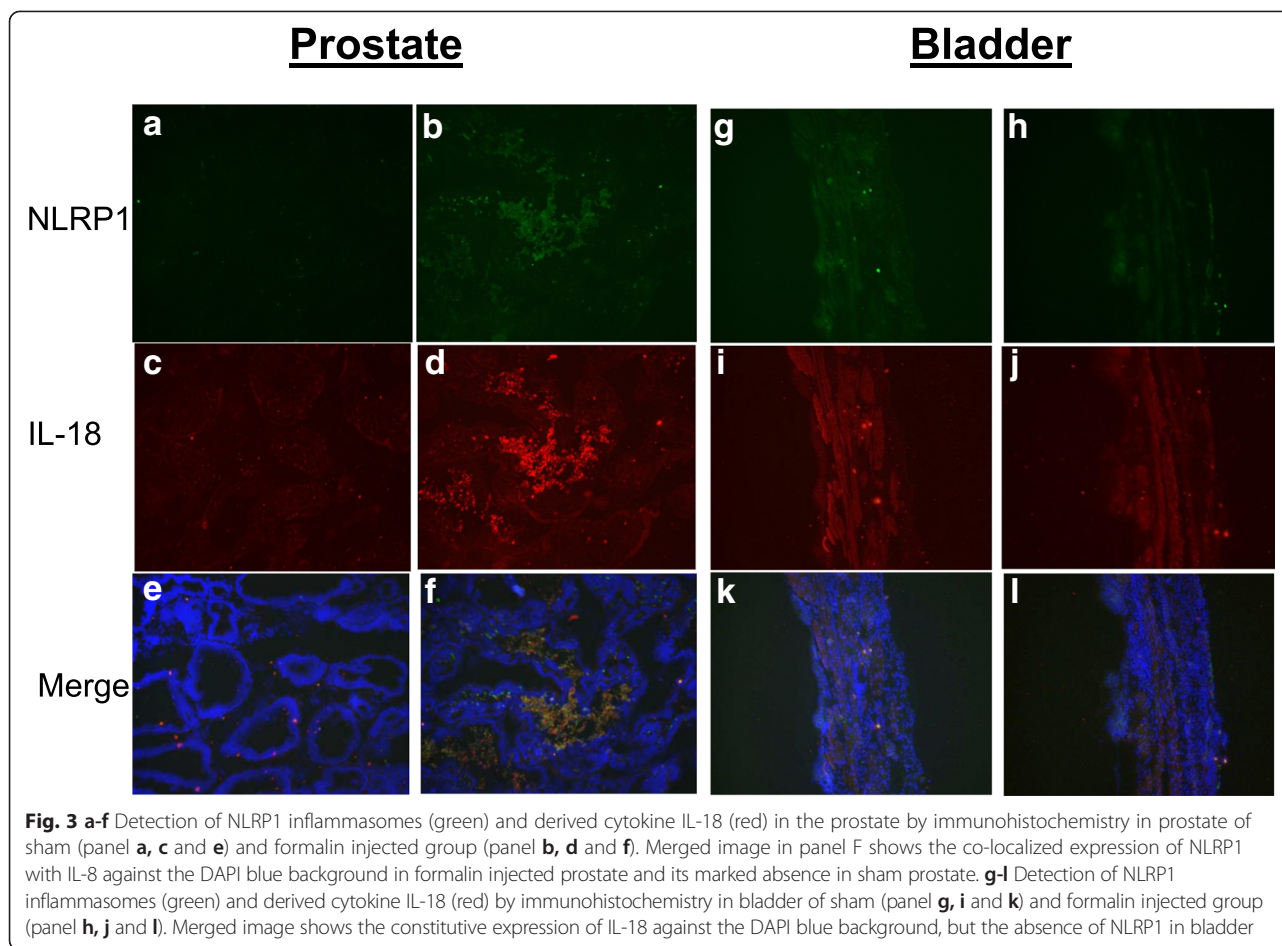 Prostate Bladder
a b g h
NLRP1
c d i j
IL-18
e f k l
Merge
Fig. 3 a-f Detection of NLRP1 inflammasomes (green) and derived cytokine IL-18 (red) in the prostate by immunohistochemistry in prostate of
sham (panel a, c and e) and formalin injected group (panel b, d and f). Merged image in panel F shows the co-localized expression of NLRP1
with IL-8 against the DAPI blue background in formalin injected prostate and its marked absence in sham prostate. g-l Detection of NLRP1
inflammasomes (green) and derived cytokine IL-18 (red) by immunohistochemistry in bladder of sham (panel g, i and k) and formalin injected group
(panel h, j and l). Merged image shows the constitutive expression of IL-18 against the DAPI blue background, but the absence of NLRP1 in bladder